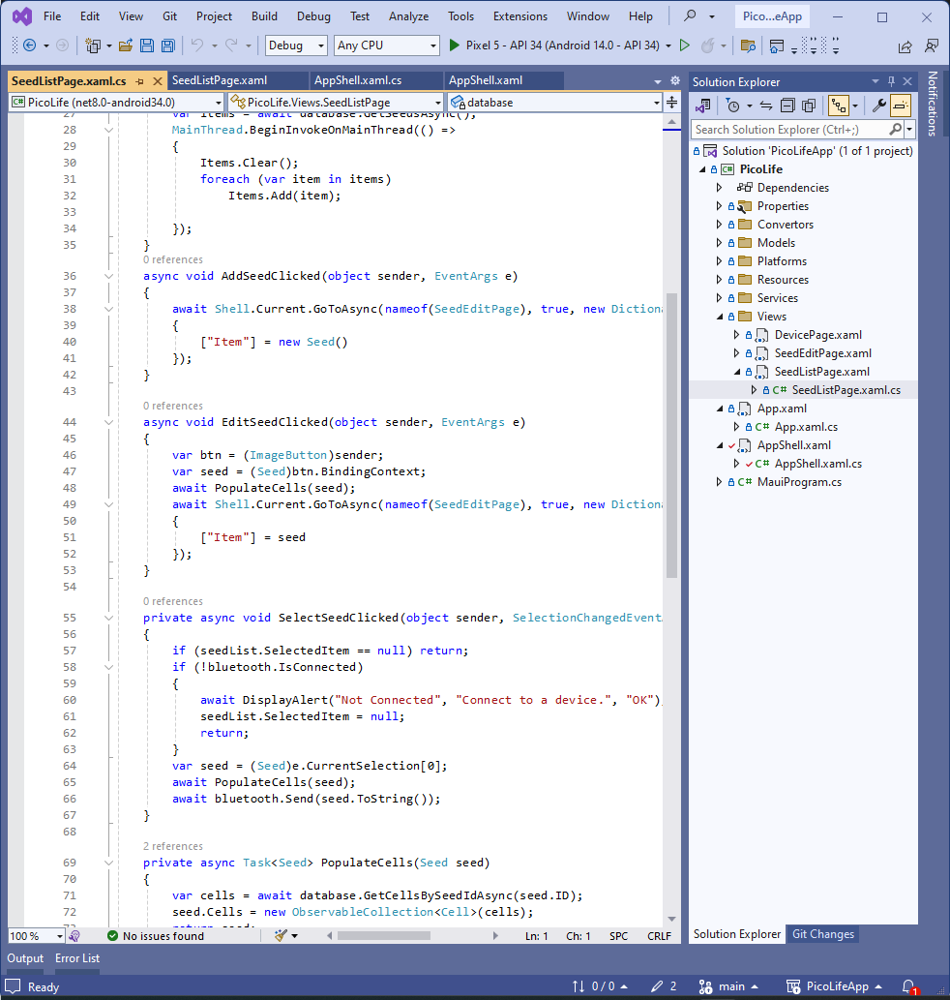 File Edit View Git Project Build Debug Test Analyze Tools Extensions Window Help Pico...eApp
Debug Any CPU Pixel 5 - API 34 (Android 14.0 - API 34)
SeedListPage.xaml.cs SeedListPage.xaml AppShell.xaml.cs AppShell.xaml
PicoLife (net8.0-android34.0) PicoLife.Views.SeedListPage database
27 var items = await database.GetSeedsAsync();
28 MainThread.BeginInvokeOnMainThread(() =>
29 {
30 Items.Clear();
31 foreach (var item in items)
32 Items.Add(item);
33
34 });
35 }
0 references
36 async void AddSeedClicked(object sender, EventArgs e)
37 {
38 await Shell.Current.GoToAsync(nameof(SeedEditPage), true, new Dictiona
39 {
40 ["Item"] = new Seed()
41 });
42 }
43
0 references
44 async void EditSeedClicked(object sender, EventArgs e)
45 {
46 var btn = (ImageButton)sender;
47 var seed = (Seed)btn.BindingContext;
48 await PopulateCells(seed);
49 await Shell.Current.GoToAsync(nameof(SeedEditPage), true, new Dictiona
50 {
51 ["Item"] = seed
52 });
53 }
54
0 references
55 private async void SelectSeedClicked(object sender, SelectionChangedEvent
56 {
57 if (seedList.SelectedItem == null) return;
58 if (!bluetooth.IsConnected)
59 {
60 await DisplayAlert("Not Connected", "Connect to a device.", "OK")
61 seedList.SelectedItem = null;
62 return;
63 }
64 var seed = (Seed)e.CurrentSelection[0];
65 await PopulateCells(seed);
66 await bluetooth.Send(seed.ToString());
67 }
68
2 references
69 private async Task<Seed> PopulateCells(Seed seed)
70 {
71 var cells = await database.GetCellsBySeedIdAsync(seed.ID);
72 seed.Cells = new ObservableCollection<Cell>(cells);
return seed;
100 % No issues found Ln: 1 Ch: 1 SPC CRLF
Solution Explorer
Search Solution Explorer (Ctrl+;)
Solution 'PicoLifeApp' (1 of 1 project)
C# PicoLife
Dependencies
Properties
Convertors
Models
Platforms
Resources
Services
Views
DevicePage.xaml
SeedEditPage.xaml
SeedListPage.xaml
C# SeedListPage.xaml.cs
App.xaml
C# App.xaml.cs
AppShell.xaml
C# AppShell.xaml.cs
C# MauiProgram.cs
Solution Explorer Git Changes
Notifications
Output Error List
Ready 0 / 0 2 main PicoLifeApp 1